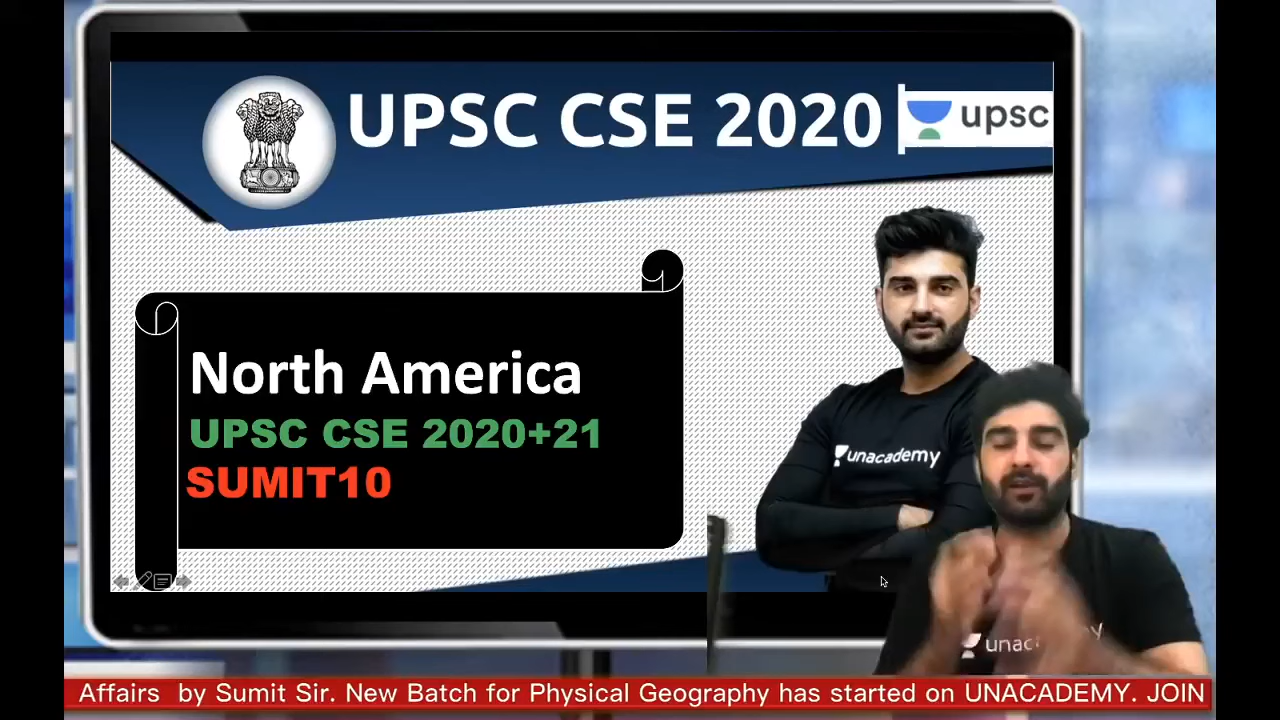 UPSC CSE 2020
upsc
North America
UPSC CSE 2020+21
SUMIT10
unacademy
Affairs by Sumit Sir. New Batch for Physical Geography has started on UNACADEMY. JOIN